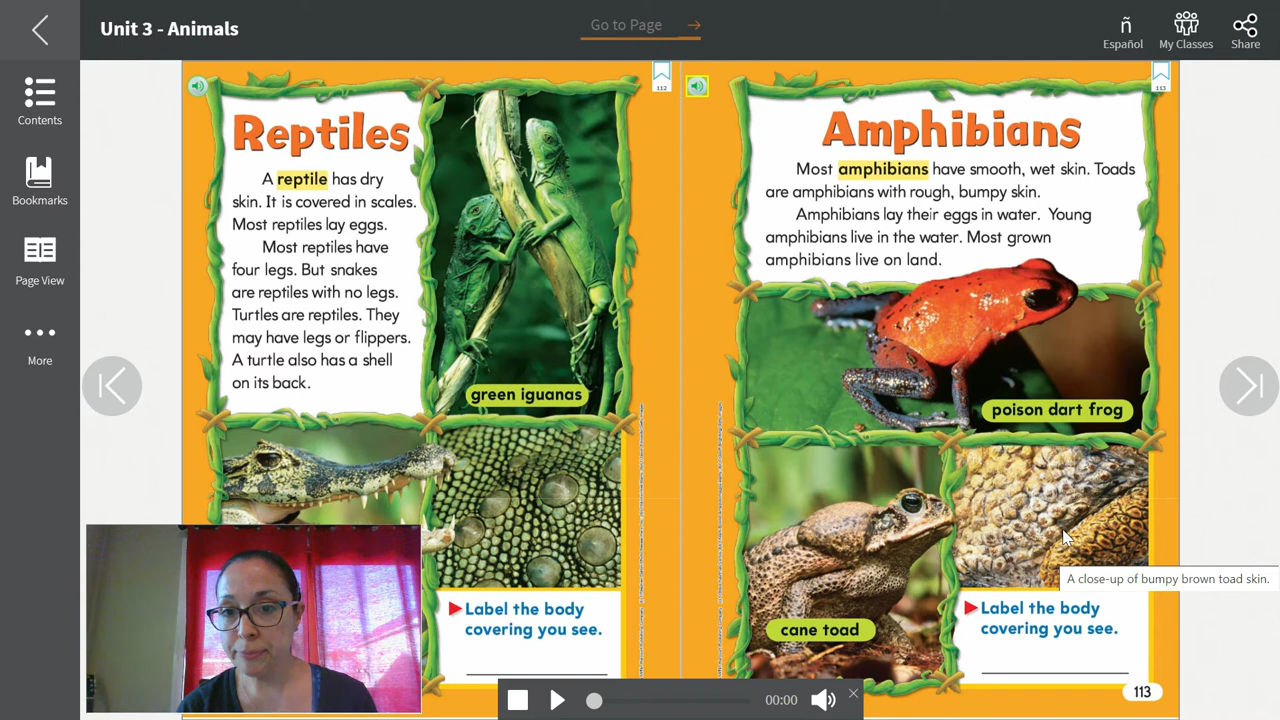 Unit 3 - Animals
Go to Page
ñ
Español
My Classes
Share
Contents
Bookmarks
Page View
More
112
Reptiles
A reptile has dry
skin. It is covered in scales.
Most reptiles lay eggs.
Most reptiles have
four legs. But snakes
are reptiles with no legs.
Turtles are reptiles. They
may have legs or flippers.
A turtle also has a shell
on its back.
green iguanas
Label the body
covering you see.
113
Amphibians
Most amphibians have smooth, wet skin. Toads
are amphibians with rough, bumpy skin.
Amphibians lay their eggs in water. Young
amphibians live in the water. Most grown
amphibians live on land.
poison dart frog
cane toad
A close-up of bumpy brown toad skin.
Label the body
covering you see.
113
00:00